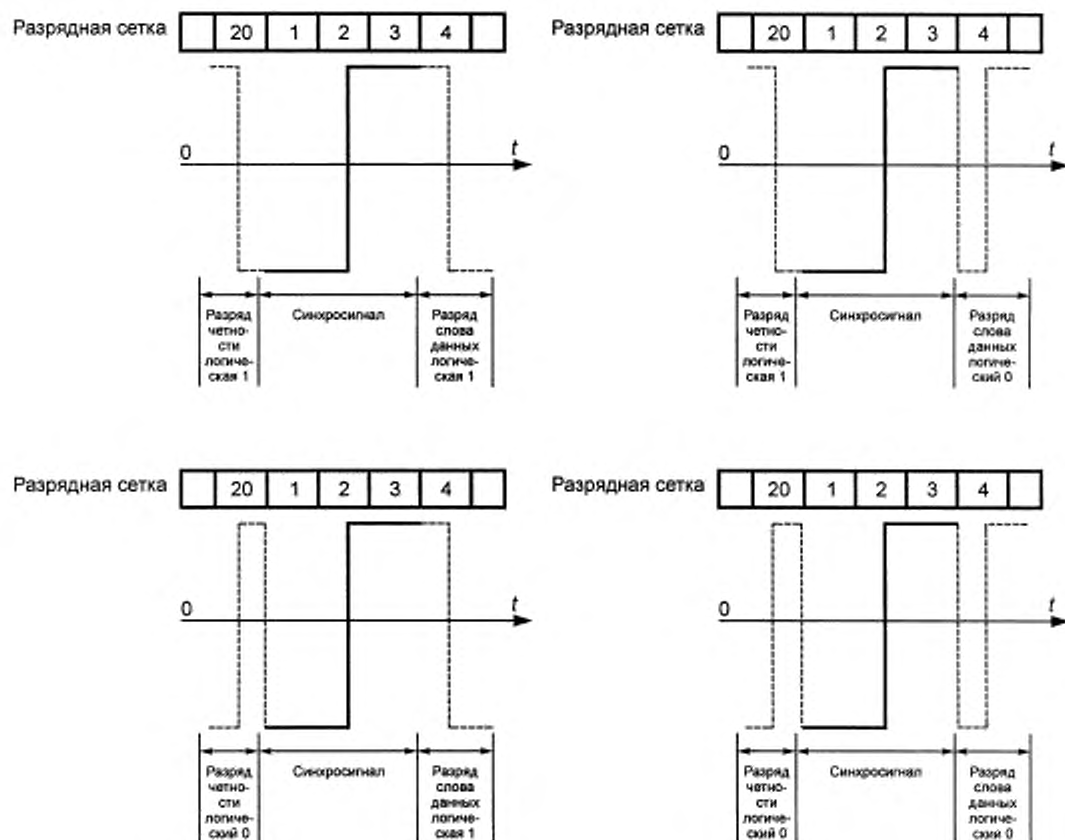 Разрядная сетка 20 1 2 3 4
0 t
Разряд
четно-
сти
логиче-
ская 1
Синхросигнал
Разряд
слова
данных
логиче-
ская 1
Разрядная сетка 20 1 2 3 4
0 t
Разряд
четно-
сти
логиче-
ская 1
Синхросигнал
Разряд
слова
данных
логиче-
ский 0
Разрядная сетка 20 1 2 3 4
0 t
Разряд
четно-
сти
логиче-
ский 0
Синхросигнал
Разряд
слова
данных
логиче-
ская 1
Разрядная сетка 20 1 2 3 4
0 t
Разряд
четно-
сти
логиче-
ский 0
Синхросигнал
Разряд
слова
данных
логиче-
ский 0